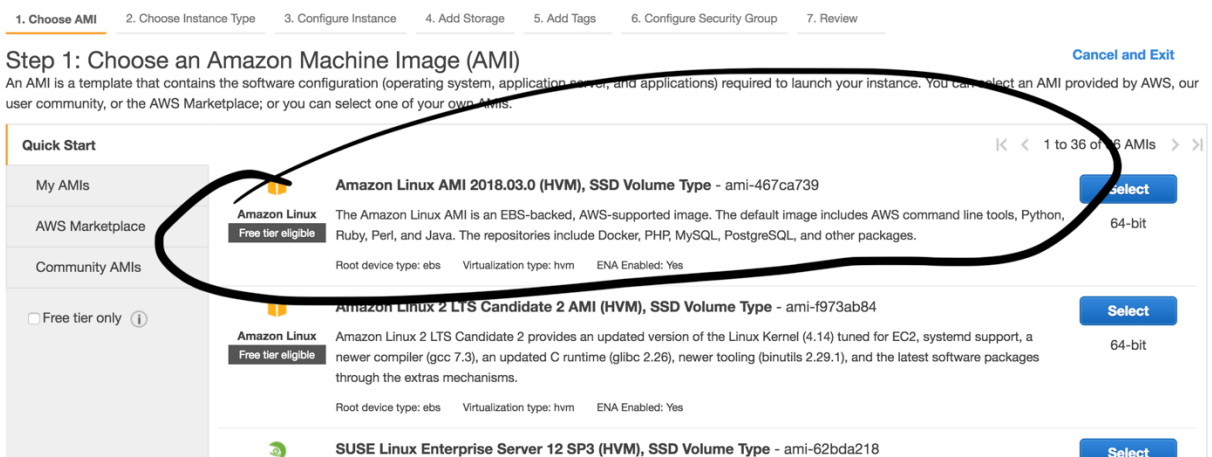 1. Choose AMI 2. Choose Instance Type 3. Configure Instance 4. Add Storage 5. Add Tags 6. Configure Security Group 7. Review
Step 1: Choose an Amazon Machine Image (AMI)
Cancel and Exit
An AMI is a template that contains the software configuration (operating system, application server, and applications) required to launch your instance. You can select an AMI provided by AWS, our
user community, or the AWS Marketplace; or you can select one of your own AMIs.
Quick Start
1 to 36 of 36 AMIs
My AMIs
AWS Marketplace
Community AMIs
Free tier only
Amazon Linux AMI 2018.03.0 (HVM), SSD Volume Type - ami-467ca739
Select
Amazon Linux
Free tier eligible
The Amazon Linux AMI is an EBS-backed, AWS-supported image. The default image includes AWS command line tools, Python,
Ruby, Perl, and Java. The repositories include Docker, PHP, MySQL, PostgreSQL, and other packages.
64-bit
Root device type: ebs Virtualization type: hvm ENA Enabled: Yes
Amazon Linux 2 LTS Candidate 2 AMI (HVM), SSD Volume Type - ami-f973ab84
Select
Amazon Linux
Free tier eligible
Amazon Linux 2 LTS Candidate 2 provides an updated version of the Linux Kernel (4.14) tuned for EC2, systemd support, a
newer compiler (gcc 7.3), an updated C runtime (glibc 2.26), newer tooling (binutils 2.29.1), and the latest software packages
through the extras mechanisms.
64-bit
Root device type: ebs Virtualization type: hvm ENA Enabled: Yes
SUSE Linux Enterprise Server 12 SP3 (HVM), SSD Volume Type - ami-62bda218
Select